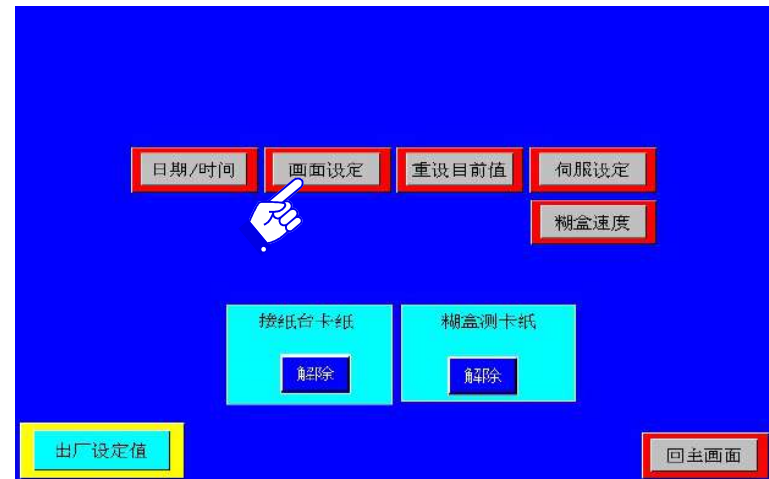 日期/时间 画面设定 重设目前值 伺服设定
糊盒速度
接纸台卡纸 糊盒测卡纸
解除 解除
出厂设定值 回主画面